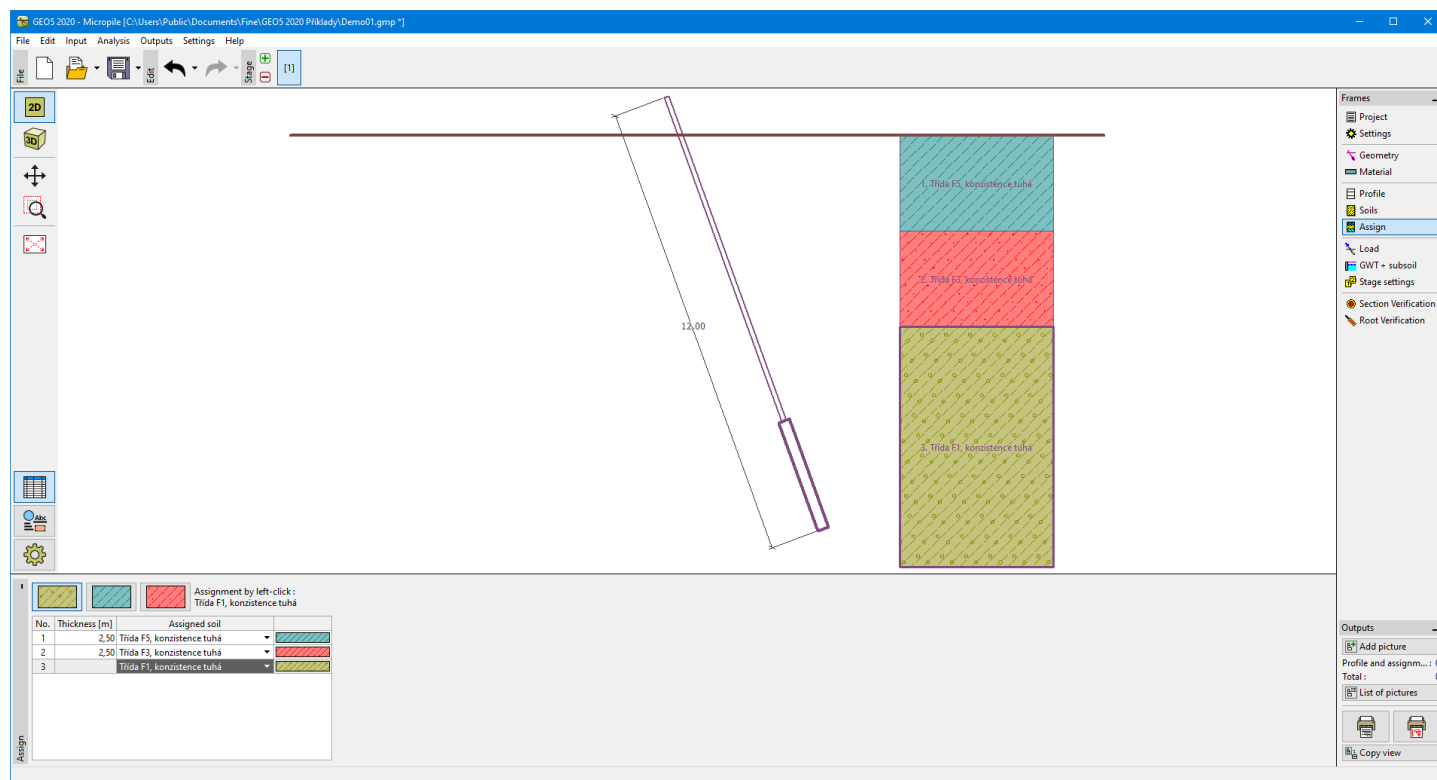 GEO5 2020 - Micropile [C:\Users\Public\Documents\Fine\GEO5 2020 Příklady\Demo01.gmp *]
File Edit Input Analysis Outputs Settings Help
File
Edit
Stage
[1]
2D
3D
Abc
1. Třída F5, konzistence tuhá
2. Třída F3, konzistence tuhá
12.00
3. Třída F1, konzistence tuhá
Frames
Project
Settings
Geometry
Material
Profile
Soils
Assign
Load
GWT + subsoil
Stage settings
Section Verification
Root Verification
Assign
Assignment by left-click :
Třída F1, konzistence tuhá
No. Thickness [m] Assigned soil
1 2,50 Třída F5, konzistence tuhá
2 2,50 Třída F3, konzistence tuhá
3 Třída F1, konzistence tuhá
Outputs
Add picture
Profile and assignm... :
Total :
List of pictures
Copy view